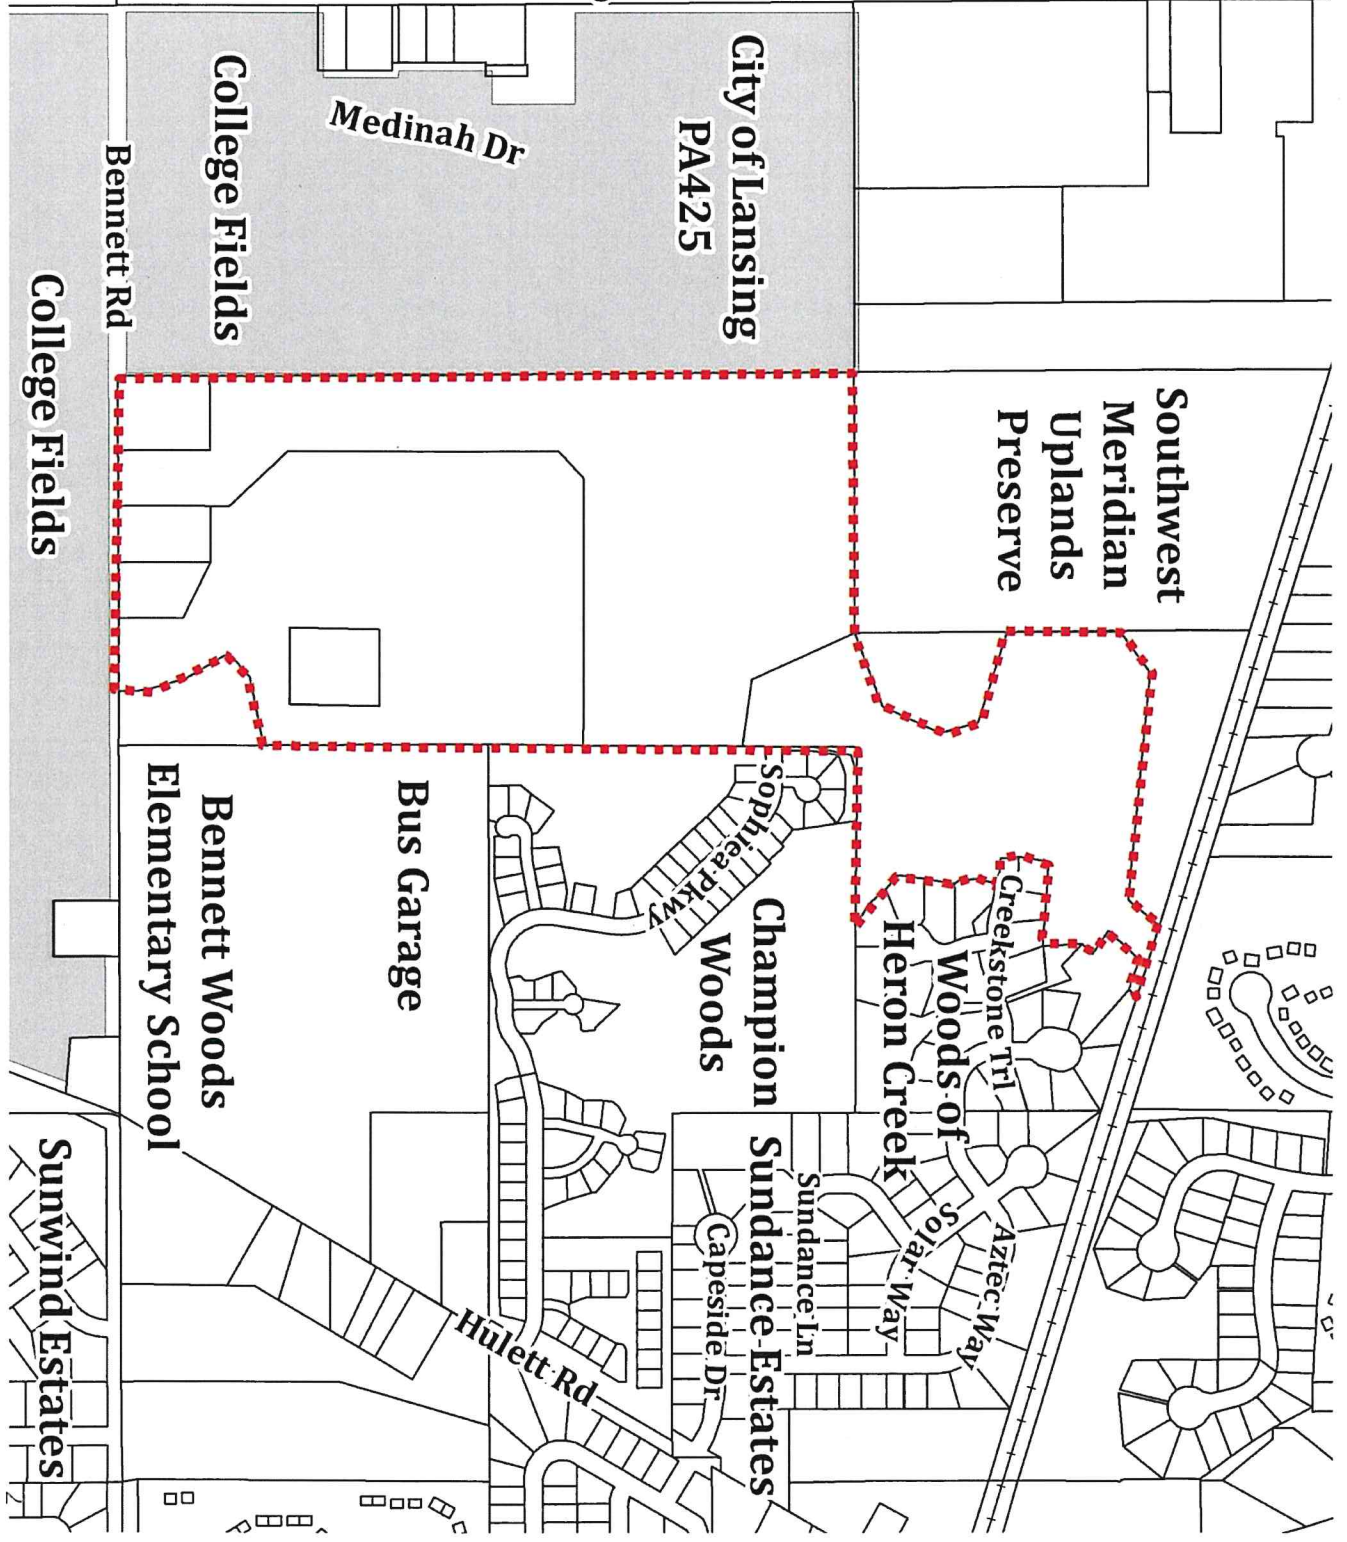 Southwest
Meridian
Uplands
Preserve
City of Lansing
PA425
Medinah Dr
College Fields
Bennett Rd
College Fields
Creekstone Trl
Woods of
Heron Creek
Aztec Way
Solar Way
Sophiea Pkwy
Champion
Woods
Sundance Ln
Sundance Estates
Capeside Dr
Bus Garage
Hulett Rd
Bennett Woods
Elementary School
Sunwind Estates